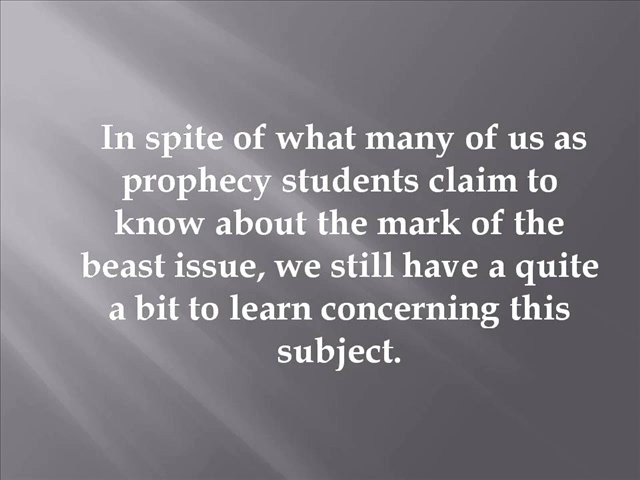 In spite of what many of us as
prophecy students claim to
know about the mark of the
beast issue, we still have a quite
a bit to learn concerning this
subject.